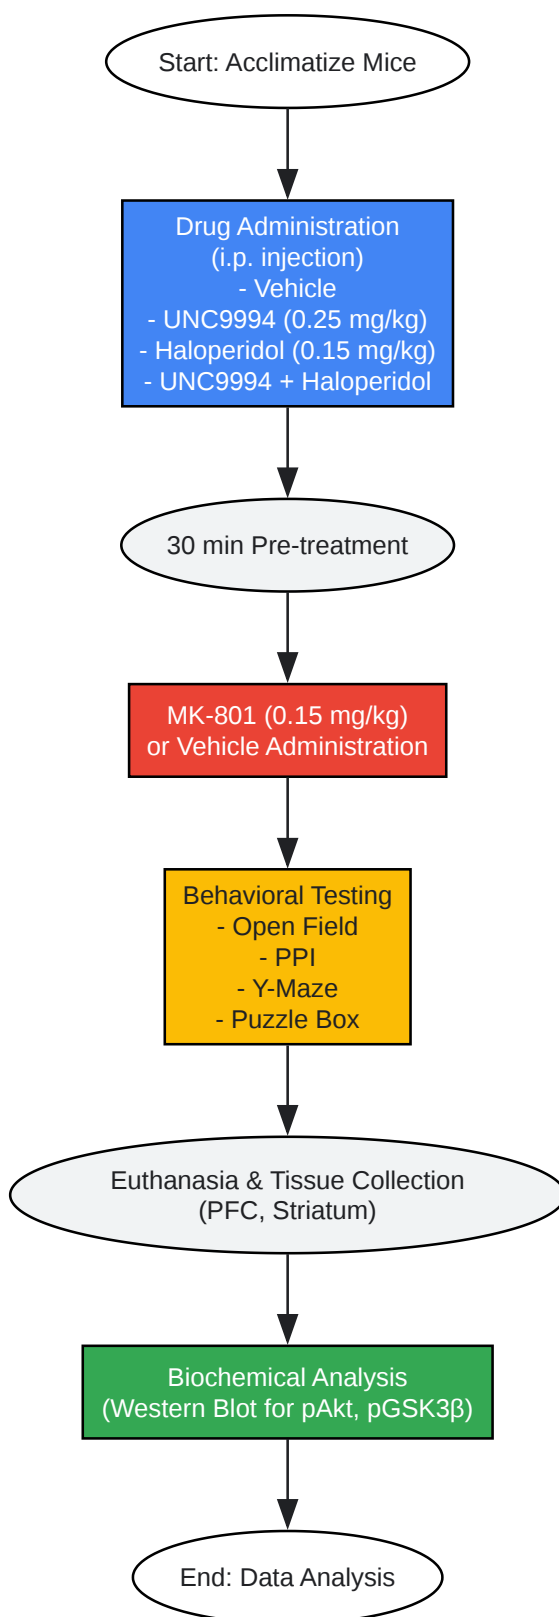 Start: Acclimatize Mice
Drug Administration
(i.p. injection)
- Vehicle
- UNC9994 (0.25 mg/kg)
- Haloperidol (0.15 mg/kg)
- UNC9994 + Haloperidol
30 min Pre-treatment
MK-801 (0.15 mg/kg)
or Vehicle Administration
Behavioral Testing
- Open Field
- PPI
- Y-Maze
- Puzzle Box
Euthanasia & Tissue Collection
(PFC, Striatum)
Biochemical Analysis
(Western Blot for pAkt, pGSK3β)
End: Data Analysis